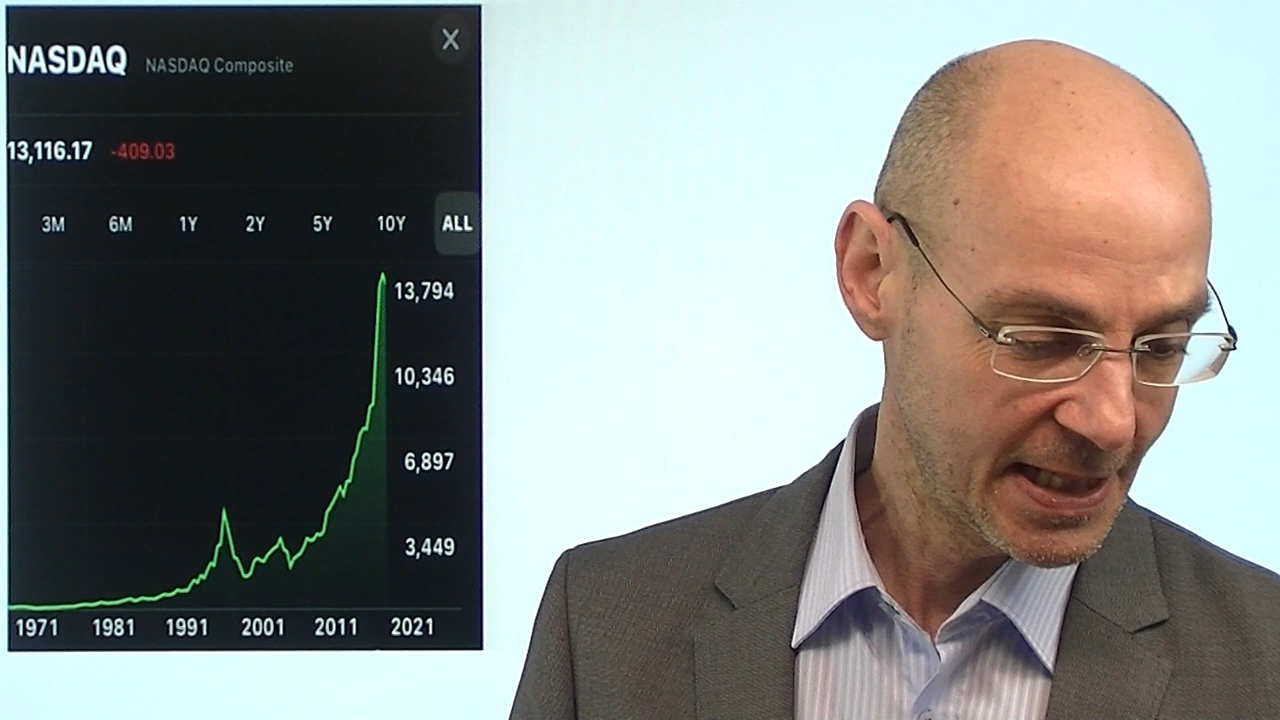 NASDAQ NASDAQ Composite X
13,116.17 -409.03
3M 6M 1Y 2Y 5Y 10Y ALL
13,794
10,346
6,897
3,449
1971 1981 1991 2001 2011 2021